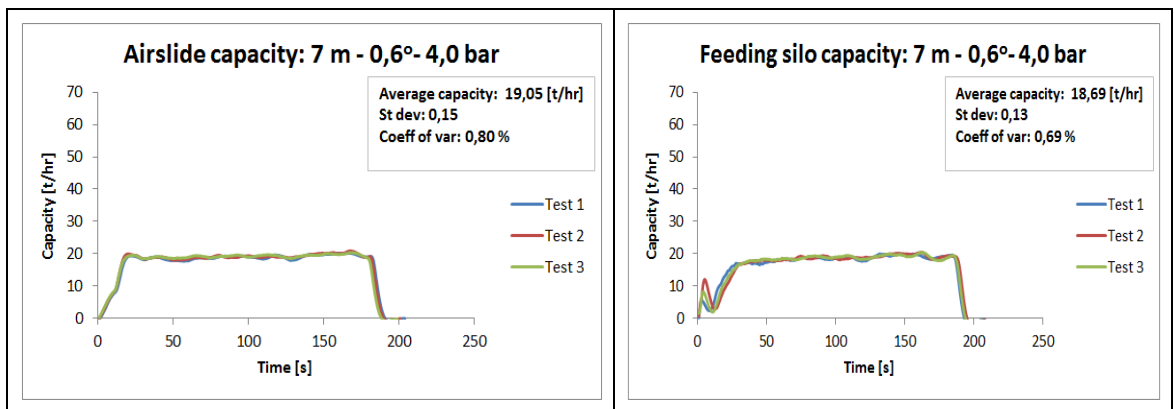 Airslide capacity: 7 m - 0,6º- 4,0 bar
Average capacity: 19,05 [t/hr]
St dev: 0,15
Coeff of var: 0,80 %
Capacity [t/hr]
70
60
50
40
30
20
10
0
0 50 100 150 200 250
Time [s]
Test 1
Test 2
Test 3
Feeding silo capacity: 7 m - 0,6º- 4,0 bar
Average capacity: 18,69 [t/hr]
St dev: 0,13
Coeff of var: 0,69 %
Capacity [t/hr]
70
60
50
40
30
20
10
0
0 50 100 150 200 250
Time [s]
Test 1
Test 2
Test 3